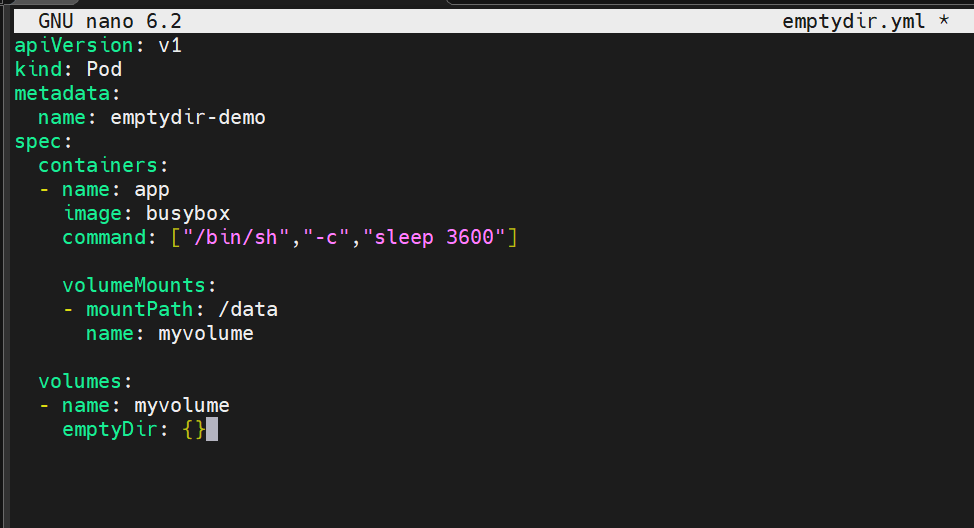 GNU nano 6.2 emptydir.yml *
apiVersion: v1
kind: Pod
metadata:
  name: emptydir-demo
spec:
  containers:
  - name: app
    image: busybox
    command: ["/bin/sh","-c","sleep 3600"]

    volumeMounts:
    - mountPath: /data
      name: myvolume

  volumes:
  - name: myvolume
    emptyDir: {}